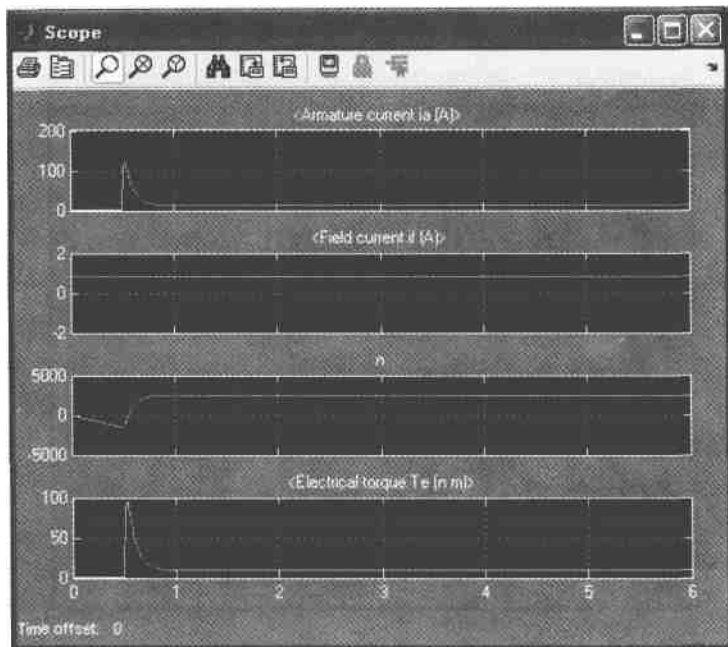 Scope
<Armature current ia (A)>
200
100
0
<Field current if (A)>
2
0
-2
n
5000
0
-5000
<Electrical torque Te (n m)>
100
50
0
0 1 2 3 4 5 6
Time offset: 0